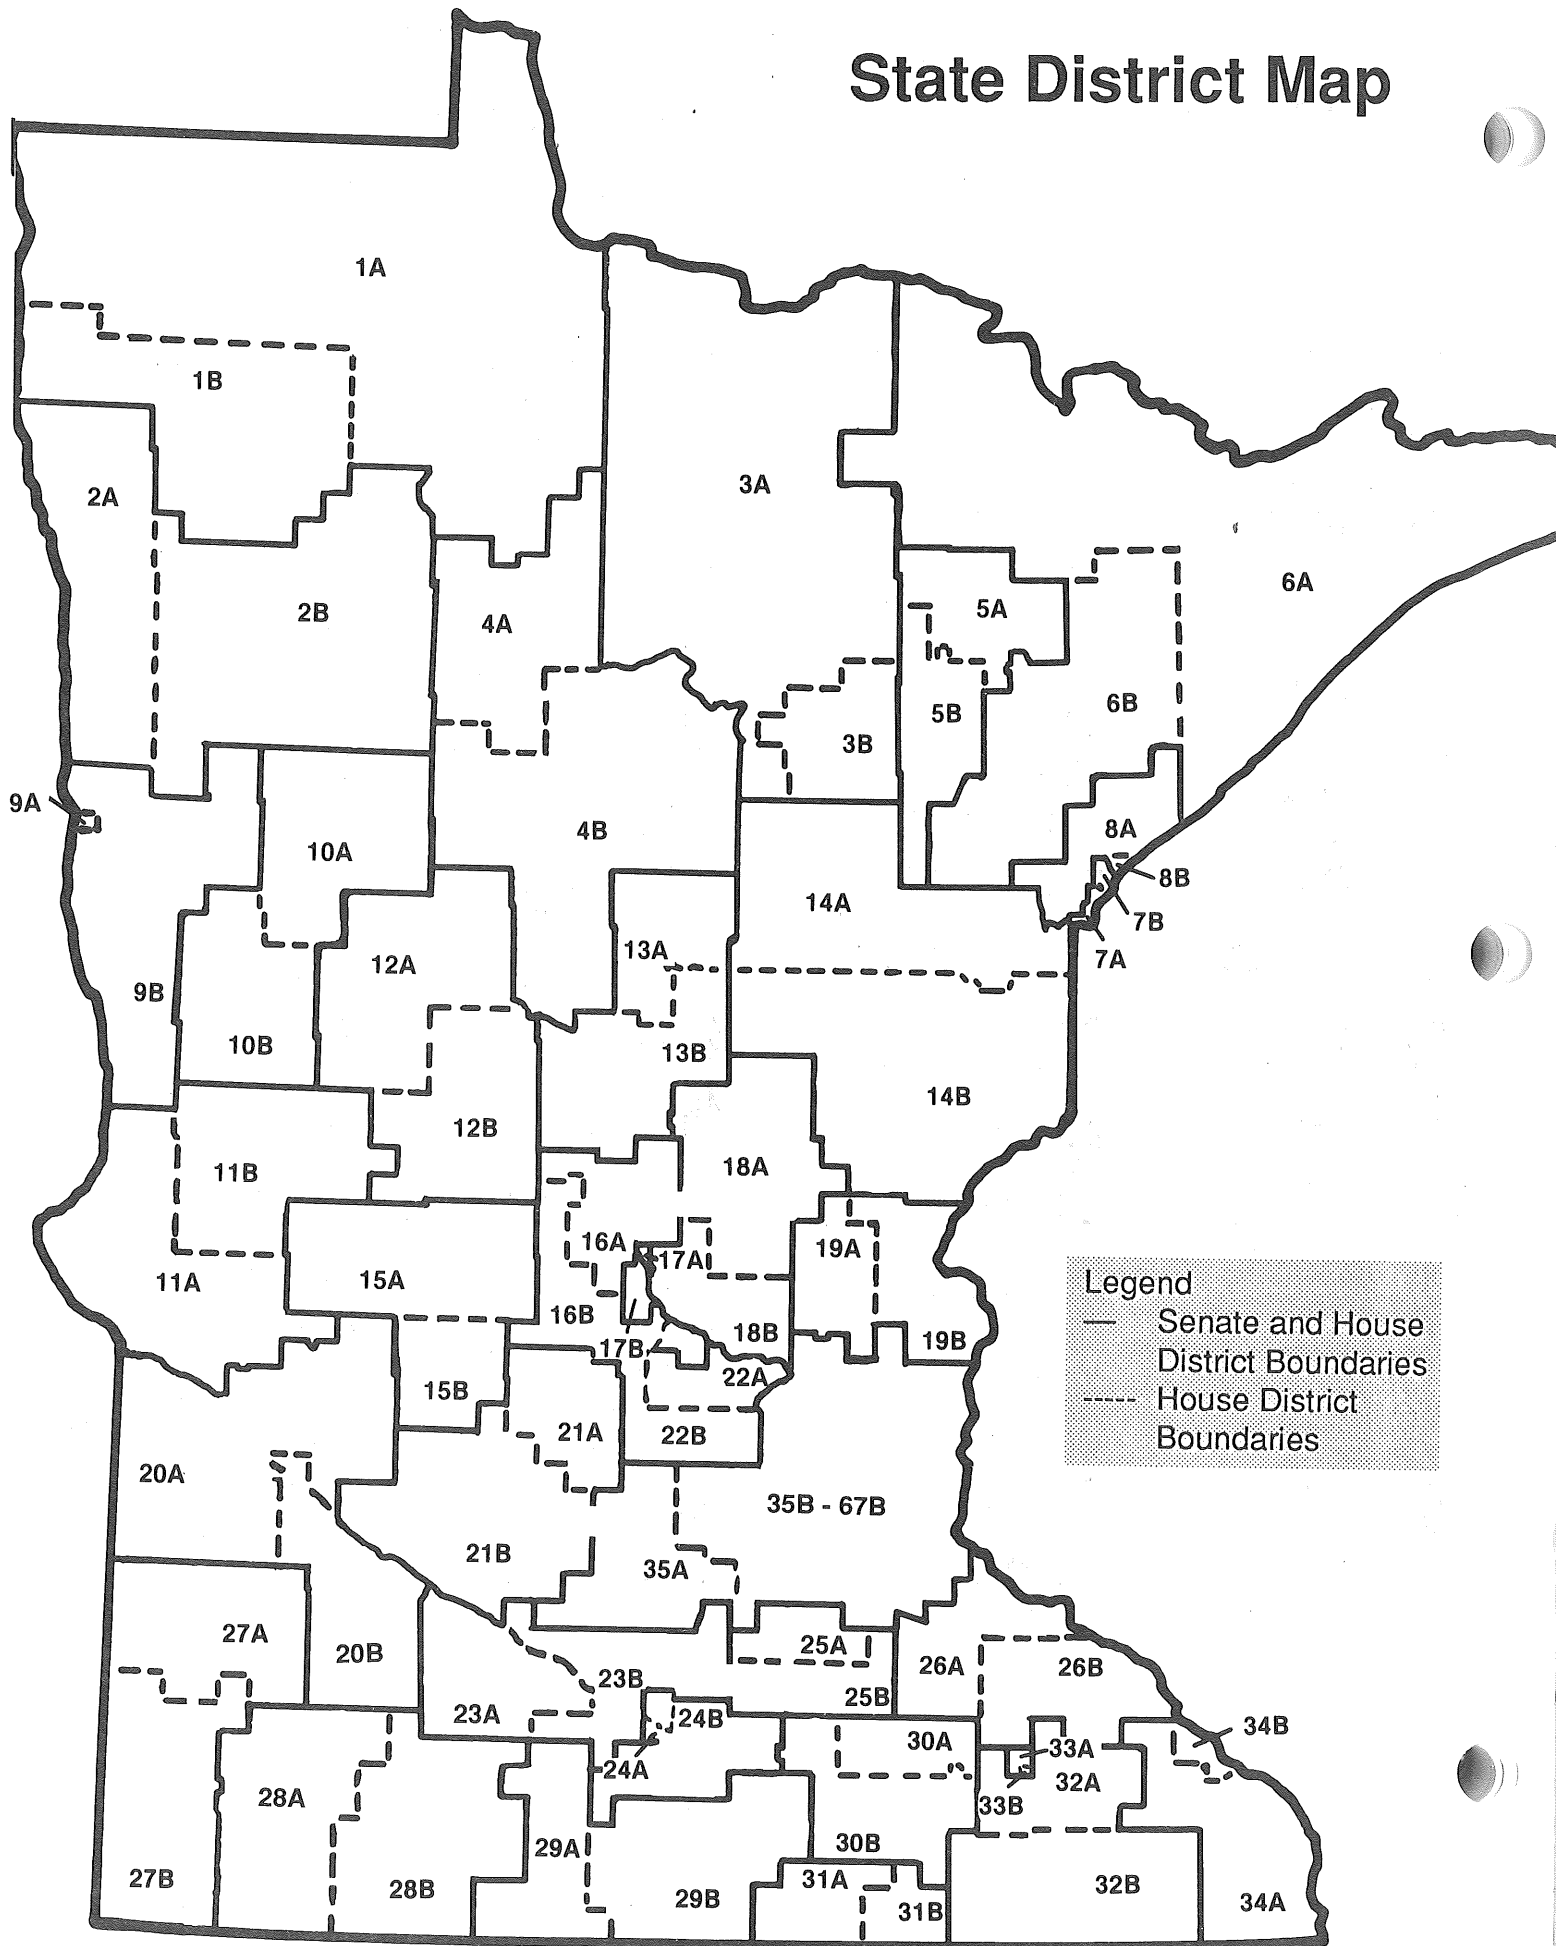 State District Map
1A
1B
2A
3A
6A
5A
2B
4A
6B
5B
3B
9A
4B
8A
10A
8B
14A
7B
13A
7A
12A
9B
10B
13B
14B
12B
18A
11B
16A
19A
17A
11A
15A
16B
18B
19B
17B
22A
15B
21A
22B
20A
35B - 67B
21B
35A
27A
25A
20B
26A
26B
23B
25B
23A
24B
34B
30A
33A
24A
32A
28A
33B
29A
30B
27B
31A
32B
28B
29B
34A
31B
Legend
Senate and House
District Boundaries
House District
Boundaries